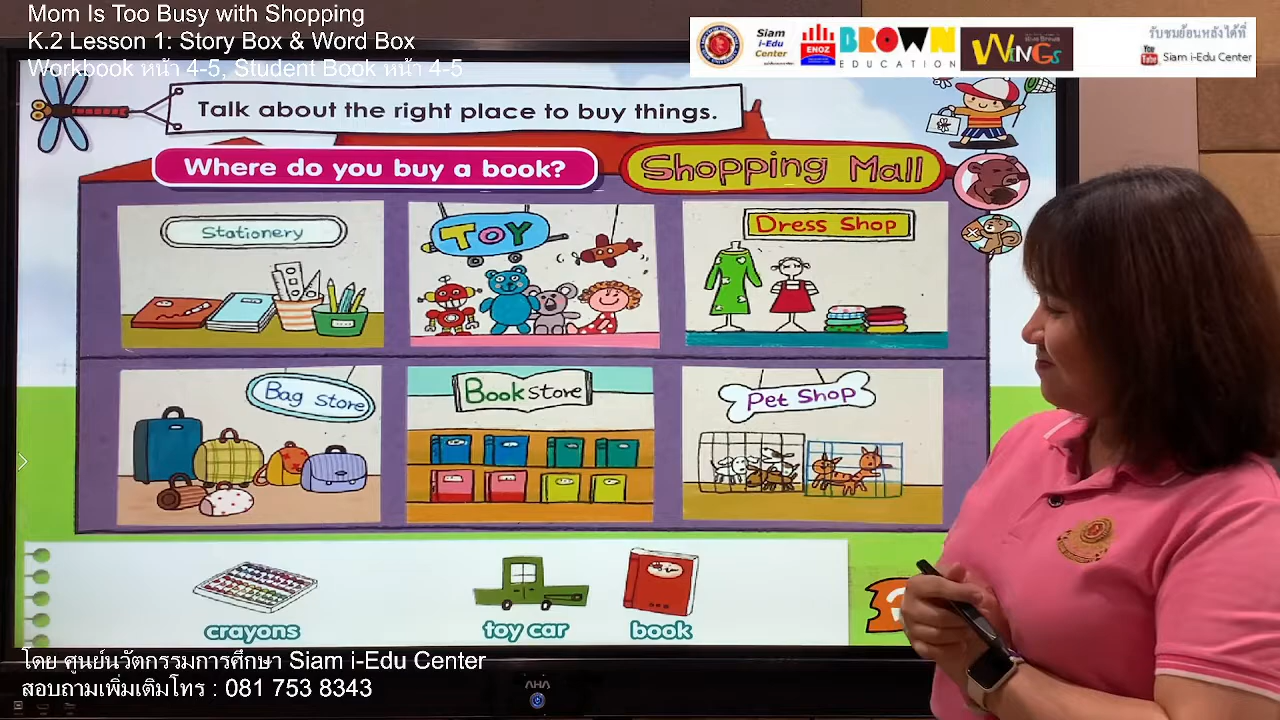 Mom Is Too Busy with Shopping
K.2 Lesson 1: Story Box & Word Box
Workbook หน้า 4-5, Student Book หน้า 4-5
Siam
i-Edu
Center
ENOZ
BROWN
EDUCATION
WiNGs
รับชมย้อนหลังได้ที่
You Tube Siam i-Edu Center
Talk about the right place to buy things.
Where do you buy a book?
Shopping Mall
Stationery
TOY
Dress Shop
Bag store
Book store
Pet Shop
crayons
toy car
book
โดย ศูนย์นวัตกรรมการศึกษา Siam i-Edu Center
สอบถามเพิ่มเติมโทร : 081 753 8343
AHA